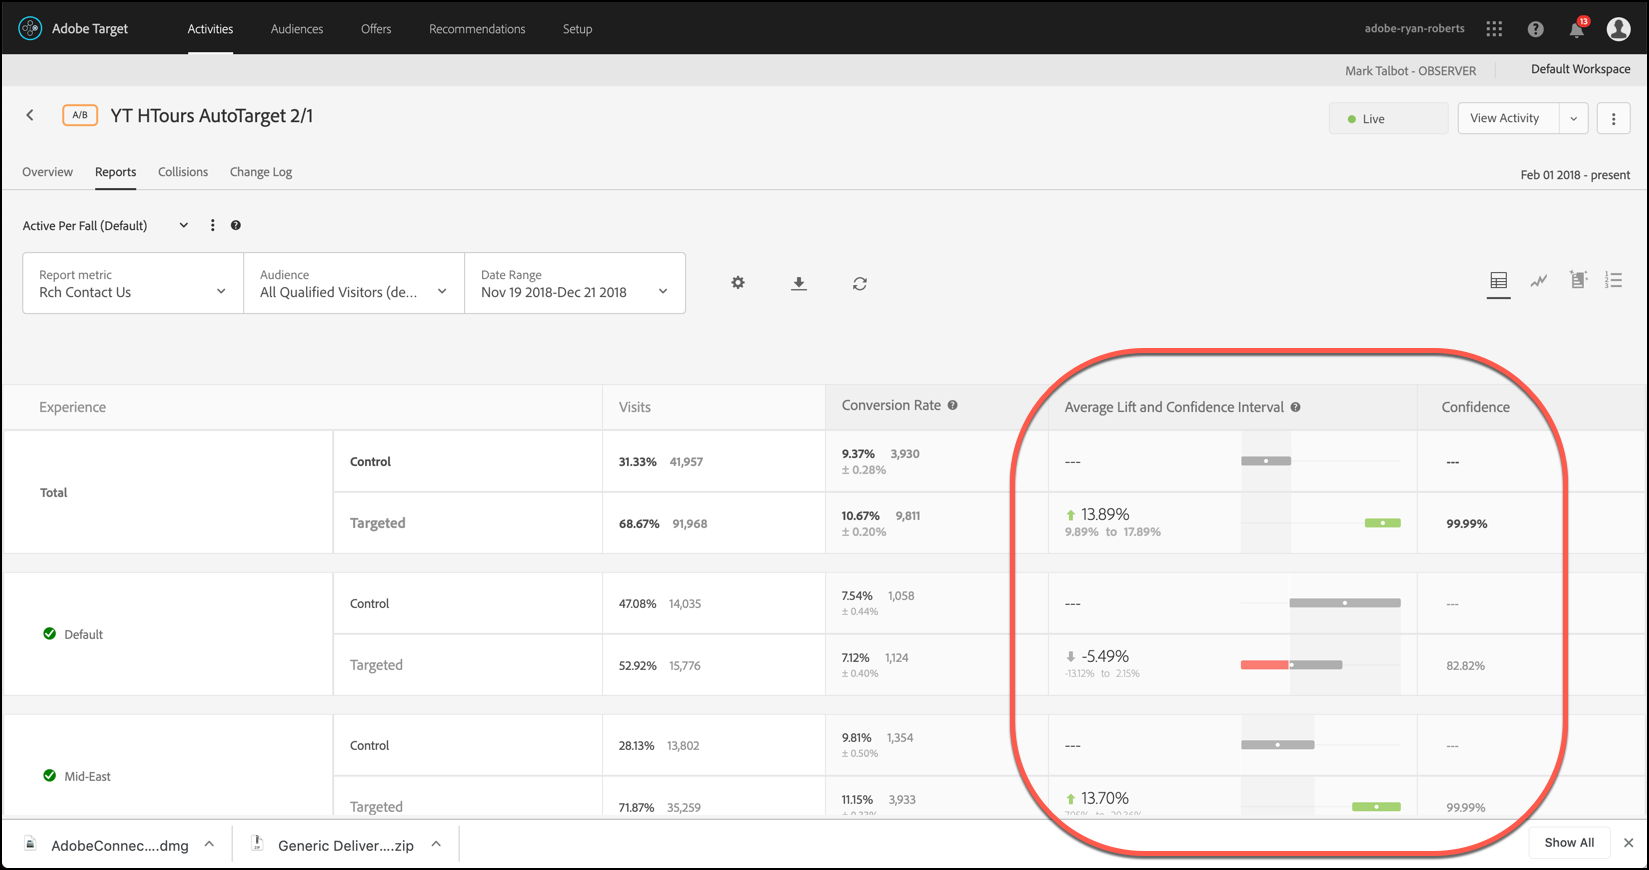 Adobe Target Activities Audiences Offers Recommendations Setup adobe-ryan-roberts 13
Mark Talbot - OBSERVER Default Workspace
A/B YT HTours AutoTarget 2/1 Live View Activity
Overview Reports Collisions Change Log Feb 01 2018 - present
Active Per Fall (Default)
Report metric Audience Date Range
Rch Contact Us All Qualified Visitors (de... Nov 19 2018-Dec 21 2018
Experience Visits Conversion Rate Average Lift and Confidence Interval Confidence
Total
Control 31.33% 41,957 9.37% 3,930 --- ---
± 0.28%
Targeted 68.67% 91,968 10.67% 9,811 13.89% 99.99%
± 0.20% 9.89% to 17.89%
Default
Control 47.08% 14,035 7.54% 1,058 --- ---
± 0.44%
Targeted 52.92% 15,776 7.12% 1,124 -5.49% 82.82%
± 0.40% -13.12% to 2.15%
Mid-East
Control 28.13% 13,802 9.81% 1,354 --- ---
± 0.50%
Targeted 71.87% 35,259 11.15% 3,933 13.70% 99.99%
AdobeConnec....dmg Generic Deliver....zip Show All